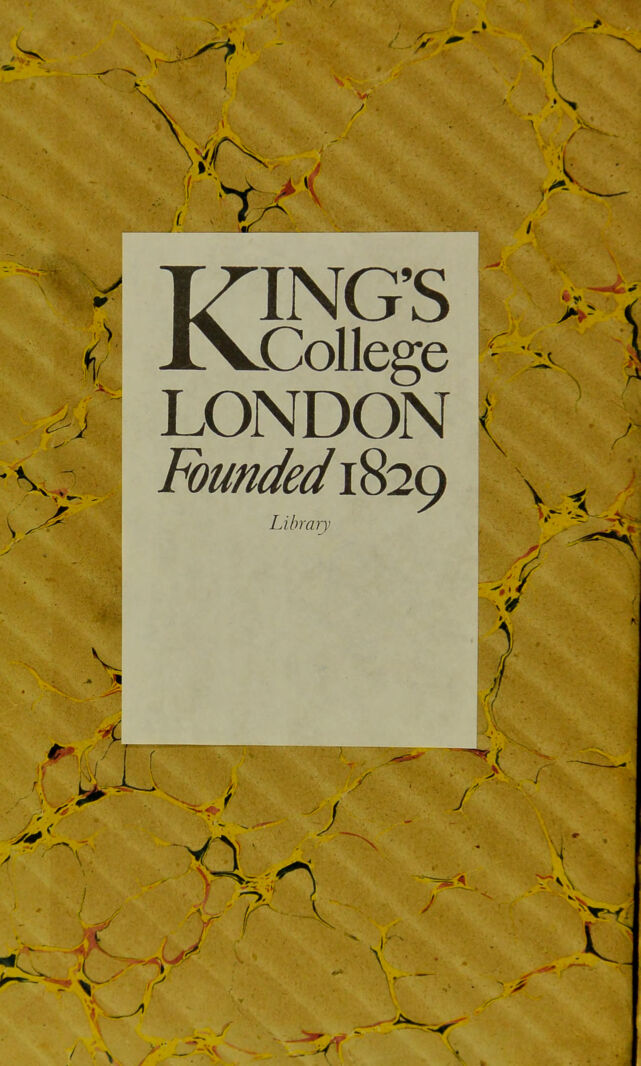 KING'S
College
LONDON
Founded 1829
Library